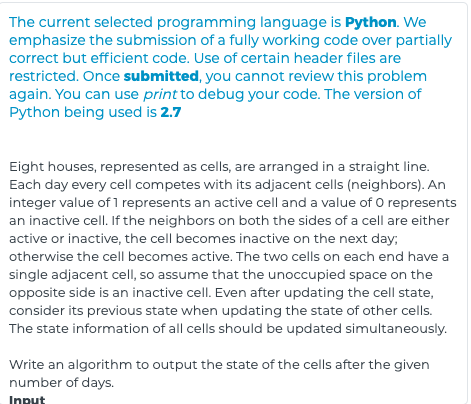 The current selected programming language is Python. We
emphasize the submission of a fully working code over partially
correct but efficient code. Use of certain header files are
restricted. Once submitted, you cannot review this problem
again. You can use print to debug your code. The version of
Python being used is 2.7
Eight houses, represented as cells, are arranged in a straight line.
Each day every cell competes with its adjacent cells (neighbors). An
integer value of 1 represents an active cell and a value of 0 represents
an inactive cell. If the neighbors on both the sides of a cell are either
active or inactive, the cell becomes inactive on the next day;
otherwise the cell becomes active. The two cells on each end have a
single adjacent cell, so assume that the unoccupied space on the
opposite side is an inactive cell. Even after updating the cell state,
consider its previous state when updating the state of other cells.
The state information of all cells should be updated simultaneously.
Write an algorithm to output the state of the cells after the given
number of days.
Input